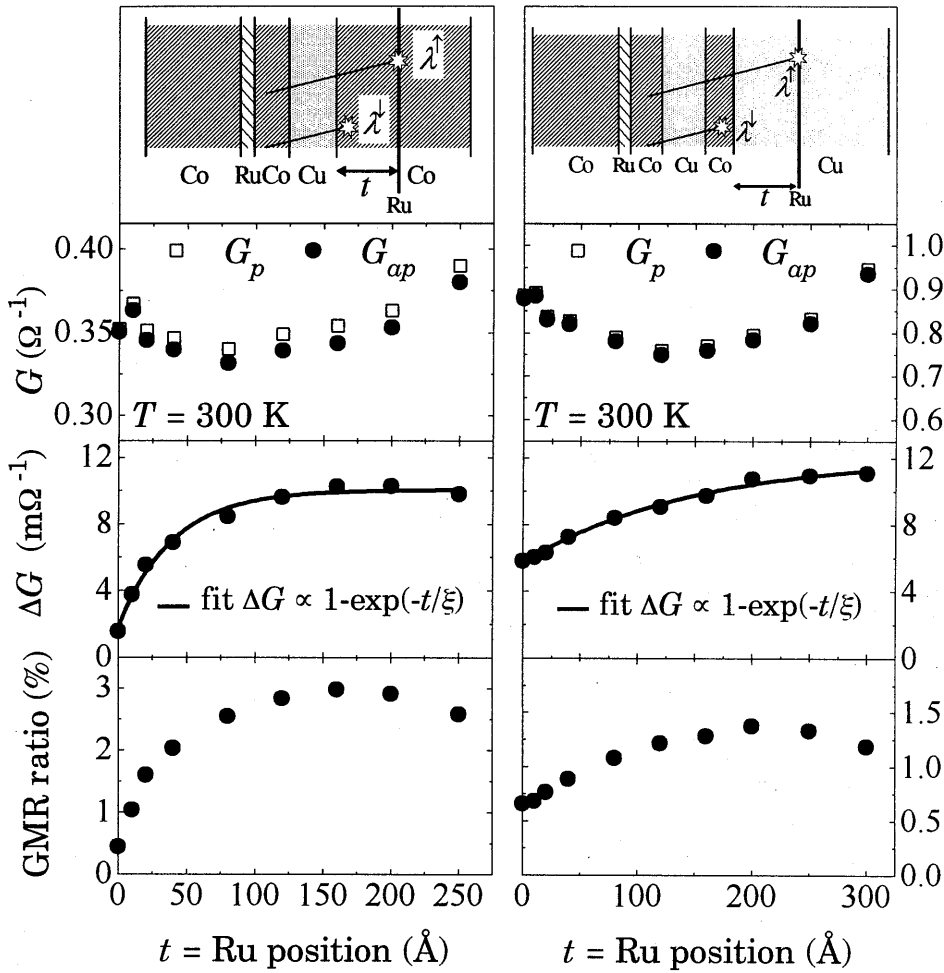 λ↑
λ↓
Co Ru Co Cu t Co
Ru
λ↑
λ↓
Co Ru Co Cu Co Cu
t Ru
G (Ω⁻¹)
0.40
0.35
0.30
G_p G_ap
T = 300 K
G_p G_ap
T = 300 K
1.0
0.9
0.8
0.7
0.6
ΔG (mΩ⁻¹)
12
8
4
0
fit ΔG ∝ 1-exp(-t/ξ)
fit ΔG ∝ 1-exp(-t/ξ)
12
8
4
0
GMR ratio (%)
3
2
1
0
1.5
1.0
0.5
0.0
0 50 100 150 200 250
0 100 200 300
t = Ru position (Å)
t = Ru position (Å)